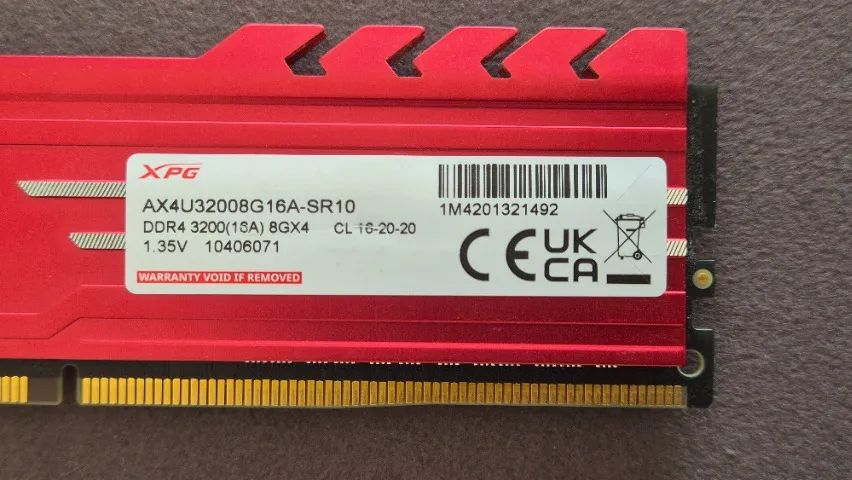 XPG
AX4U32008G16A-SR10
DDR4 3200(16A) 8GX4 CL 16-20-20
1.35V 10406071
WARRANTY VOID IF REMOVED
1M4201321492
CE UK
CA